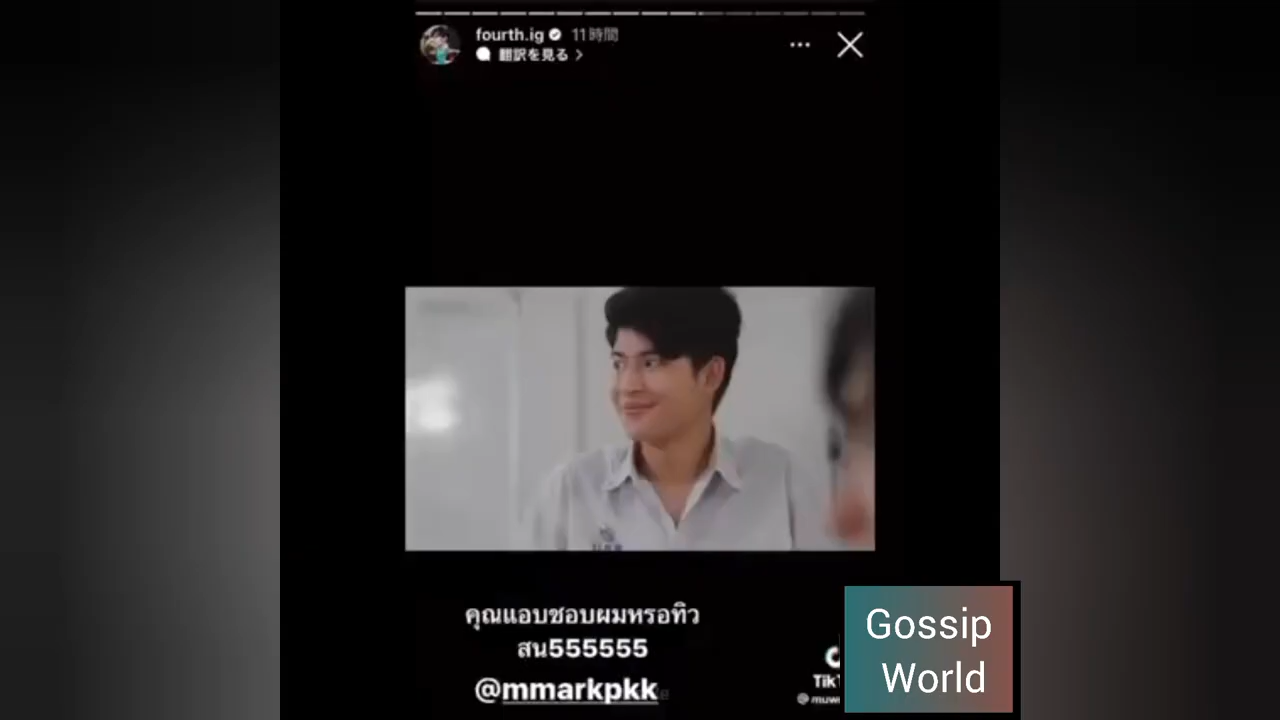 fourth.ig 11時間
翻訳を見る >
คุณแอบชอบผมหรอทิว
สน555555
@mmarkpkk
Gossip
World